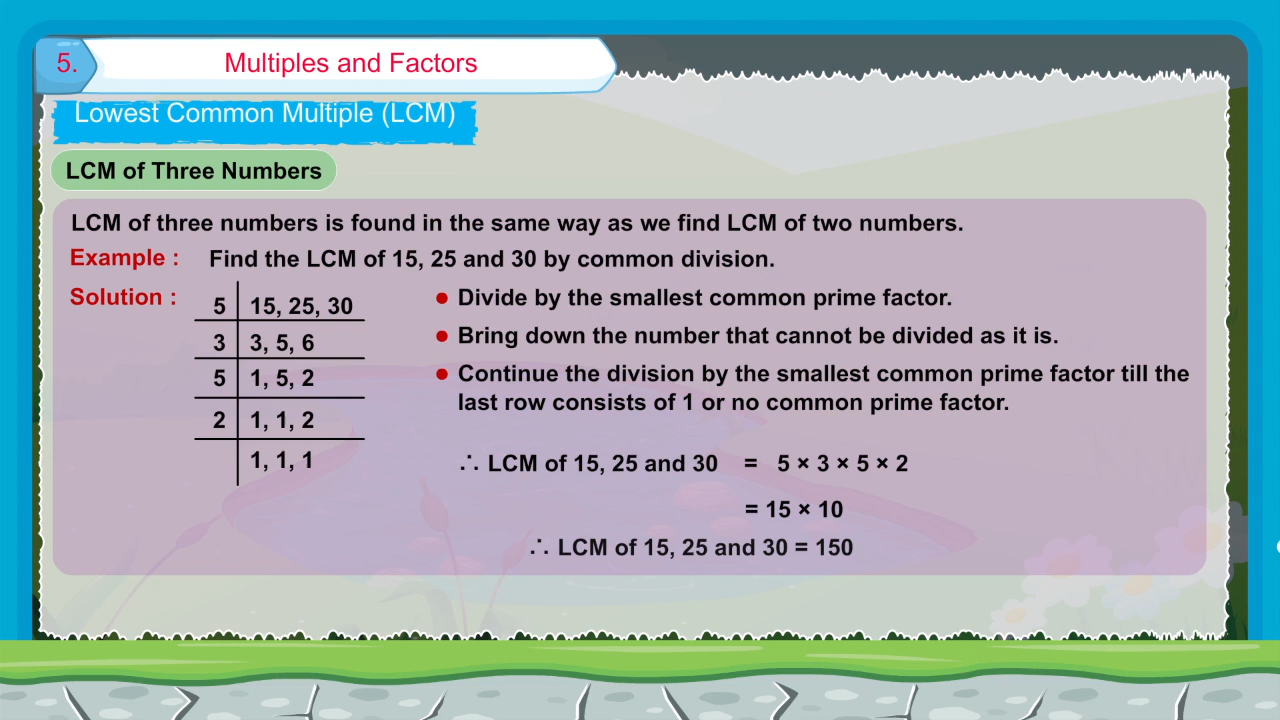 5. Multiples and Factors
Lowest Common Multiple (LCM)
LCM of Three Numbers
LCM of three numbers is found in the same way as we find LCM of two numbers.
Example : Find the LCM of 15, 25 and 30 by common division.
Solution :
5 15, 25, 30
3 3, 5, 6
5 1, 5, 2
2 1, 1, 2
1, 1, 1
• Divide by the smallest common prime factor.
• Bring down the number that cannot be divided as it is.
• Continue the division by the smallest common prime factor till the
last row consists of 1 or no common prime factor.
∴ LCM of 15, 25 and 30 = 5 × 3 × 5 × 2
= 15 × 10
∴ LCM of 15, 25 and 30 = 150